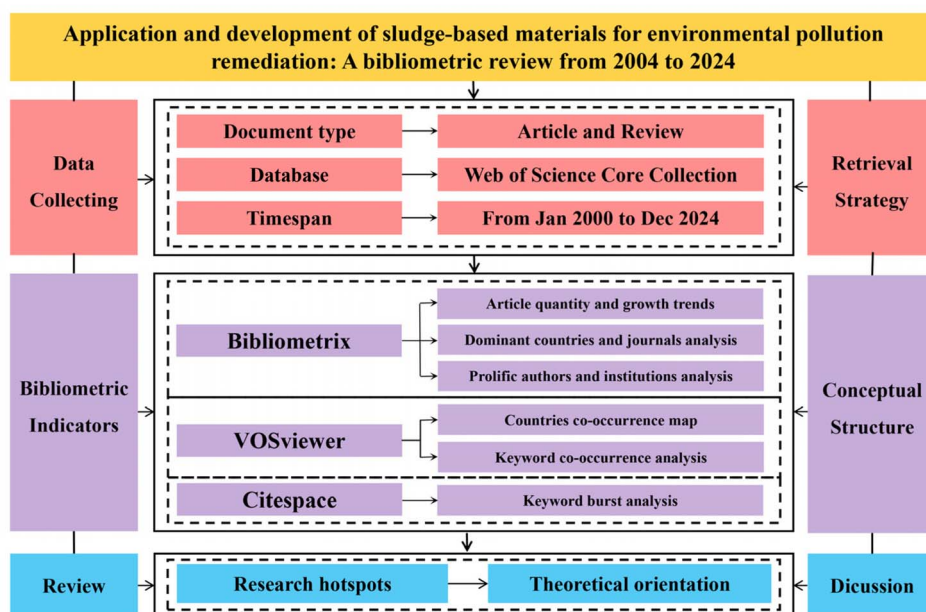 Application and development of sludge-based materials for environmental pollution
remediation: A bibliometric review from 2004 to 2024
Data
Collecting
Document type
Article and Review
Database
Web of Science Core Collection
Timespan
From Jan 2000 to Dec 2024
Retrieval
Strategy
Bibliometric
Indicators
Bibliometrix
Article quantity and growth trends
Dominant countries and journals analysis
Prolific authors and institutions analysis
VOSviewer
Countries co-occurrence map
Keyword co-occurrence analysis
Citespace
Keyword burst analysis
Conceptual
Structure
Review
Research hotspots
Theoretical orientation
Dicussion